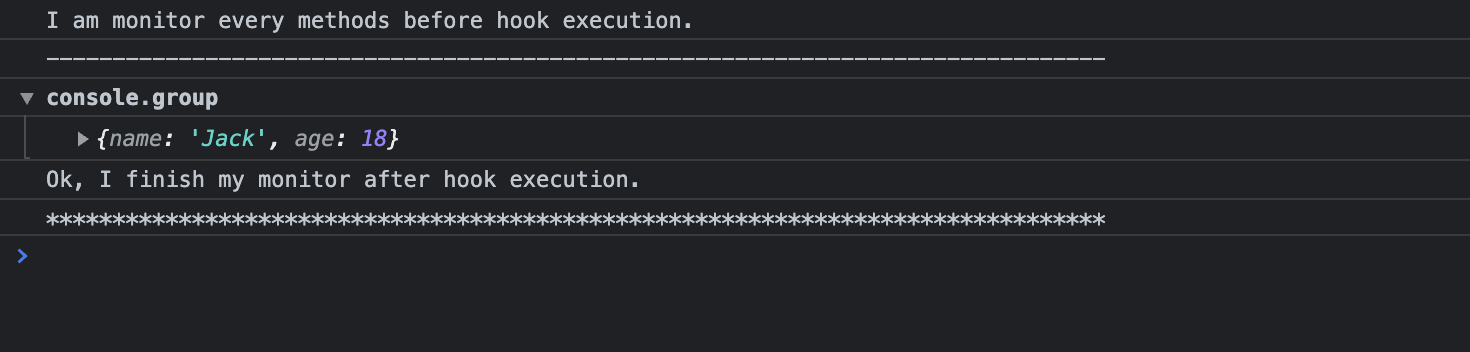 I am monitor every methods before hook execution.
--------------------------------------------------------------------------------
▼ console.group
▶ {name: 'Jack', age: 18}
Ok, I finish my monitor after hook execution.
********************************************************************************
>